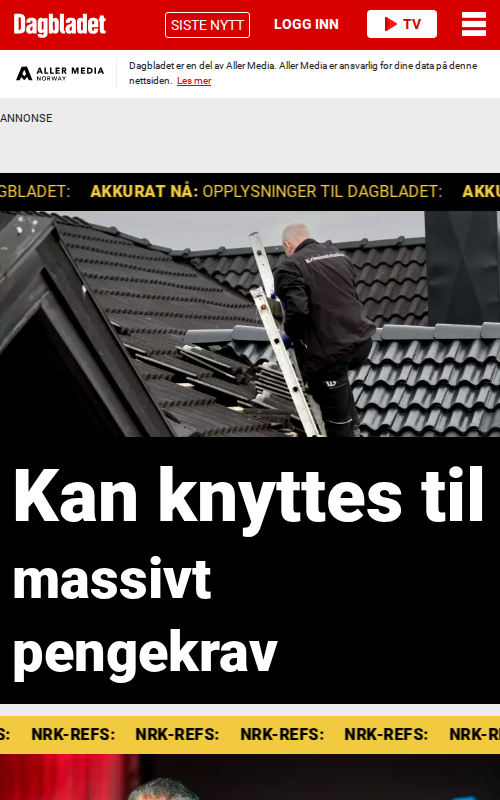 Dagbladet
SISTE NYTT
LOGG INN
TV
ALLER MEDIA
NORWAY
Dagbladet er en del av Aller Media. Aller Media er ansvarlig for dine data på denne
nettsiden. Les mer
ANNONSE
GBLADET: AKKURAT NÅ: OPPLYSNINGER TIL DAGBLADET: AKKU
Kan knyttes til
massivt
pengekrav
S: NRK-REFS: NRK-REFS: NRK-REFS: NRK-REFS: NRK-R